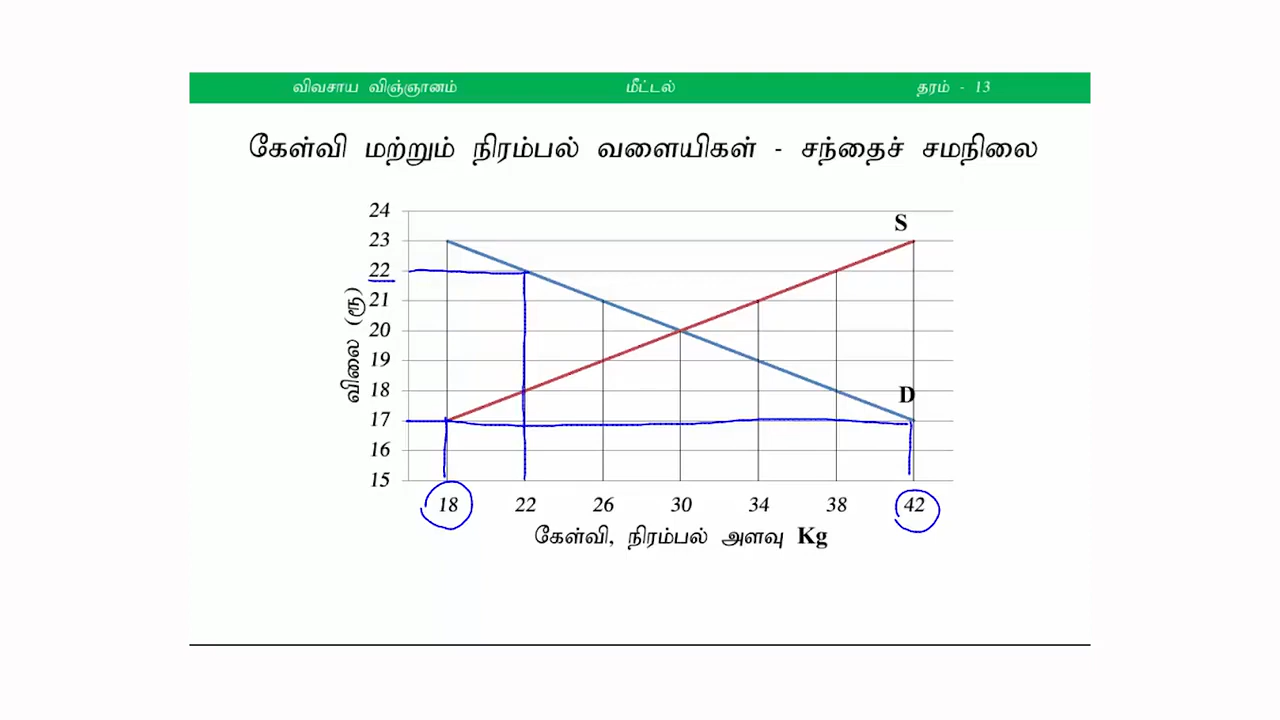 விவசாய விஞ்ஞானம் மீட்டல் தரம் - 13
கேள்வி மற்றும் நிரம்பல் வளையிகள் - சந்தைச் சமநிலை
24
23
22
21
20
19
18
17
16
15
விலை (ரூ)
S
D
18 22 26 30 34 38 42
கேள்வி, நிரம்பல் அளவு Kg